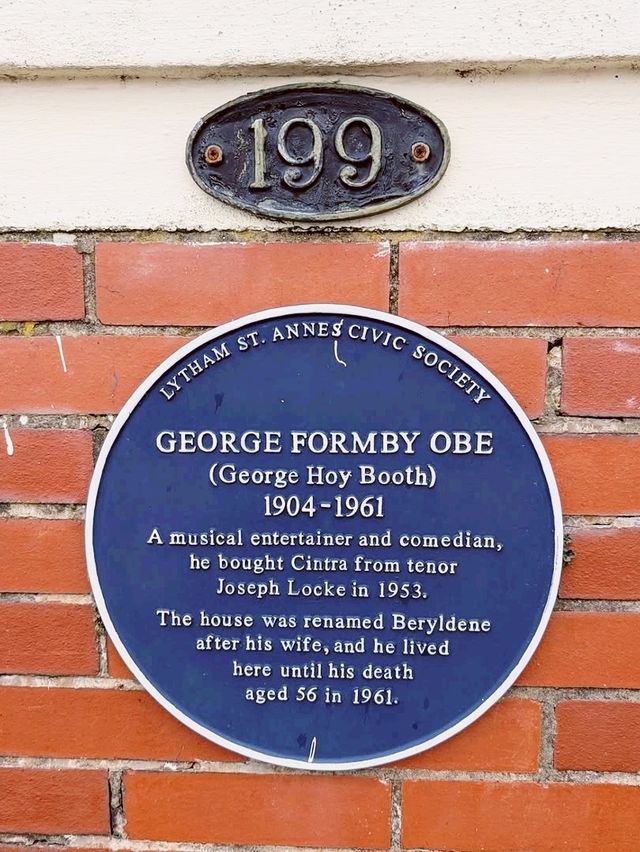 199
LYTHAM ST. ANNES CIVIC SOCIETY
GEORGE FORMBY OBE
(George Hoy Booth)
1904-1961
A musical entertainer and comedian,
he bought Cintra from tenor
Joseph Locke in 1953.
The house was renamed Beryldene
after his wife, and he lived
here until his death
aged 56 in 1961.